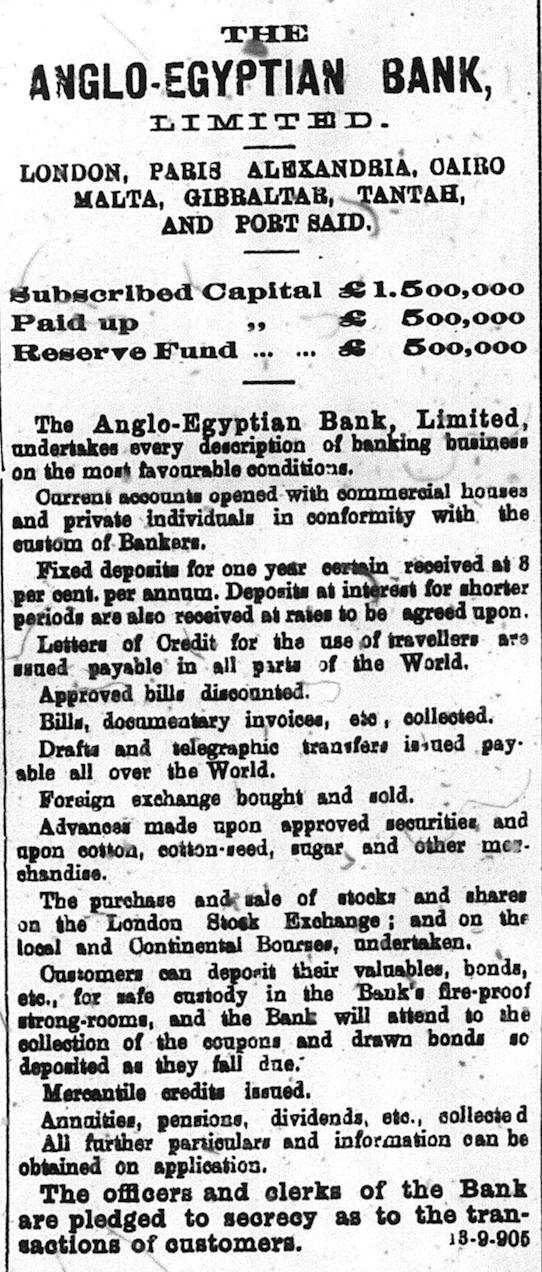 THE
ANGLO-EGYPTIAN BANK,
LIMITED.
LONDON, PARIS ALEXANDRIA, CAIRO
MALTA, GIBRALTAR, TANTAH,
AND PORT SAID.
Subscribed Capital £ 1.500,000
Paid up ,, £ 500,000
Reserve Fund ... ... £ 500,000
The Anglo-Egyptian Bank, Limited,
undertakes every description of banking business
on the most favourable conditions.
Current accounts opened with commercial houses
and private individuals in conformity with the
custom of Bankers.
Fixed deposits for one year certain received at 3
per cent. per annum. Deposits at interest for shorter
periods are also received at rates to be agreed upon.
Letters of Credit for the use of travellers are
issued payable in all parts of the World.
Approved bills discounted.
Bills, documentary invoices, etc, collected.
Drafts and telegraphic transfers issued pay-
able all over the World.
Foreign exchange bought and sold.
Advances made upon approved securities and
upon cotton, cotton-seed, sugar and other mer-
chandise.
The purchase and sale of stocks and shares
on the London Stock Exchange; and on the
local and Continental Bourses, undertaken.
Customers can deposit their valuables, bonds,
etc., for safe custody in the Bank's fire-proof
strong-rooms, and the Bank will attend to the
collection of the coupons and drawn bonds so
deposited as they fall due.
Mercantile credits issued.
Annuities, pensions, dividends, etc., collected
All further particulars and information can be
obtained on application.
The officers and clerks of the Bank
are pledged to secrecy as to the tran-
sactions of customers. 13-9-905